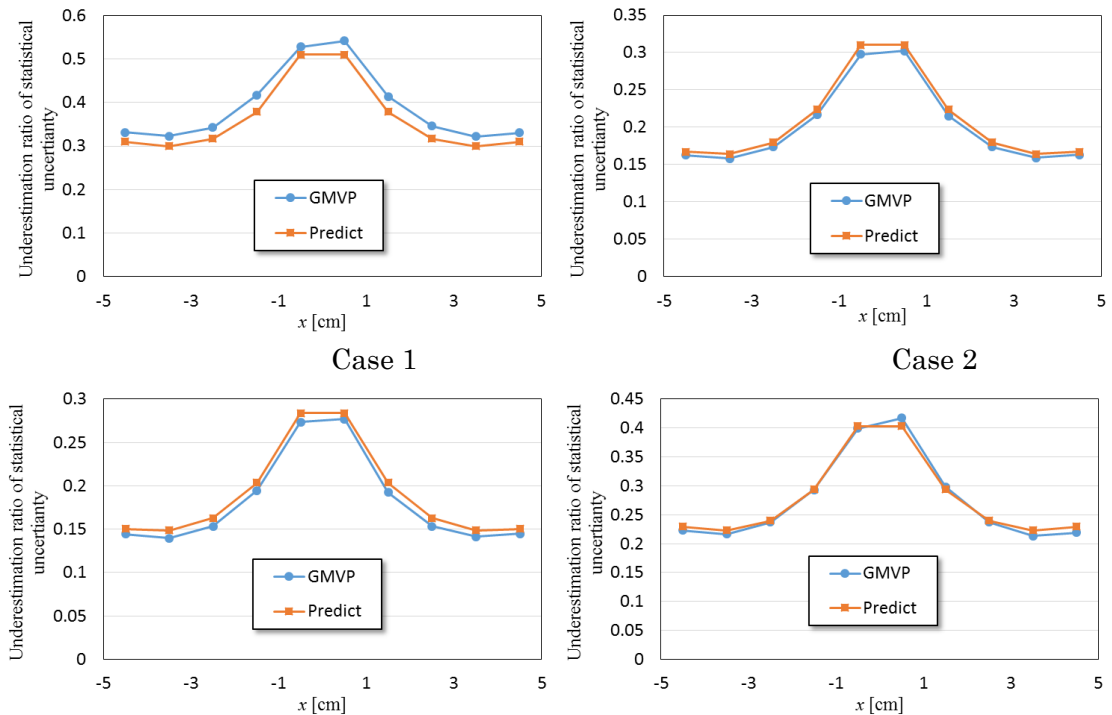 Underestimation ratio of statistical
uncertianty
0.6
0.5
0.4
0.3
0.2
0.1
0
-5
-3
-1
1
3
5
x [cm]
GMVP
Predict
Case 1
Underestimation ratio of statistical
uncertianty
0.35
0.3
0.25
0.2
0.15
0.1
0.05
0
-5
-3
-1
1
3
5
x [cm]
GMVP
Predict
Case 2
Underestimation ratio of statistical
uncertianty
0.3
0.25
0.2
0.15
0.1
0.05
0
-5
-3
-1
1
3
5
x [cm]
GMVP
Predict
Underestimation ratio of statistical
uncertianty
0.45
0.4
0.35
0.3
0.25
0.2
0.15
0.1
0.05
0
-5
-3
-1
1
3
5
x [cm]
GMVP
Predict